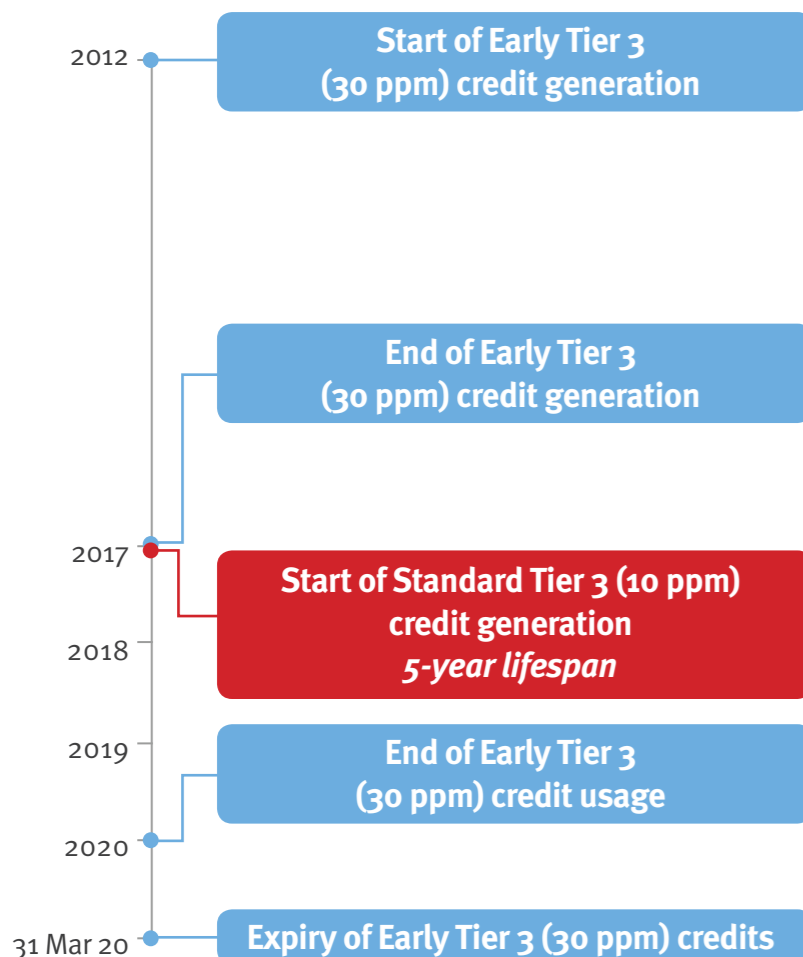 2012
Start of Early Tier 3
(30 ppm) credit generation
End of Early Tier 3
(30 ppm) credit generation
2017
Start of Standard Tier 3 (10 ppm)
credit generation
5-year lifespan
2018
2019
End of Early Tier 3
(30 ppm) credit usage
2020
31 Mar 20
Expiry of Early Tier 3 (30 ppm) credits